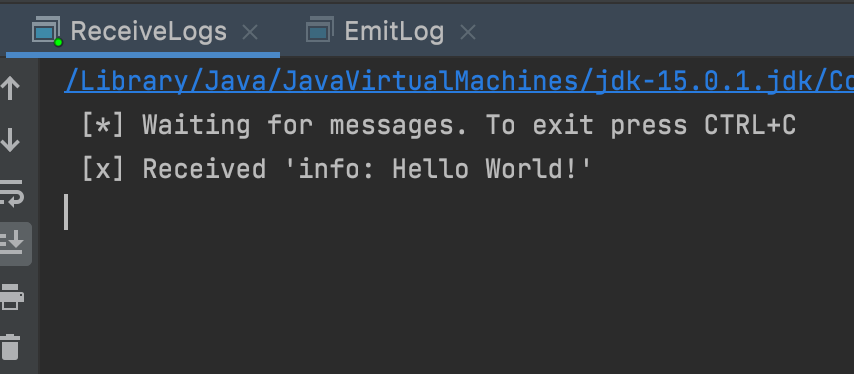 ReceiveLogs EmitLog
/Library/Java/JavaVirtualMachines/jdk-15.0.1.jdk/Co
[*] Waiting for messages. To exit press CTRL+C
[x] Received 'info: Hello World!'